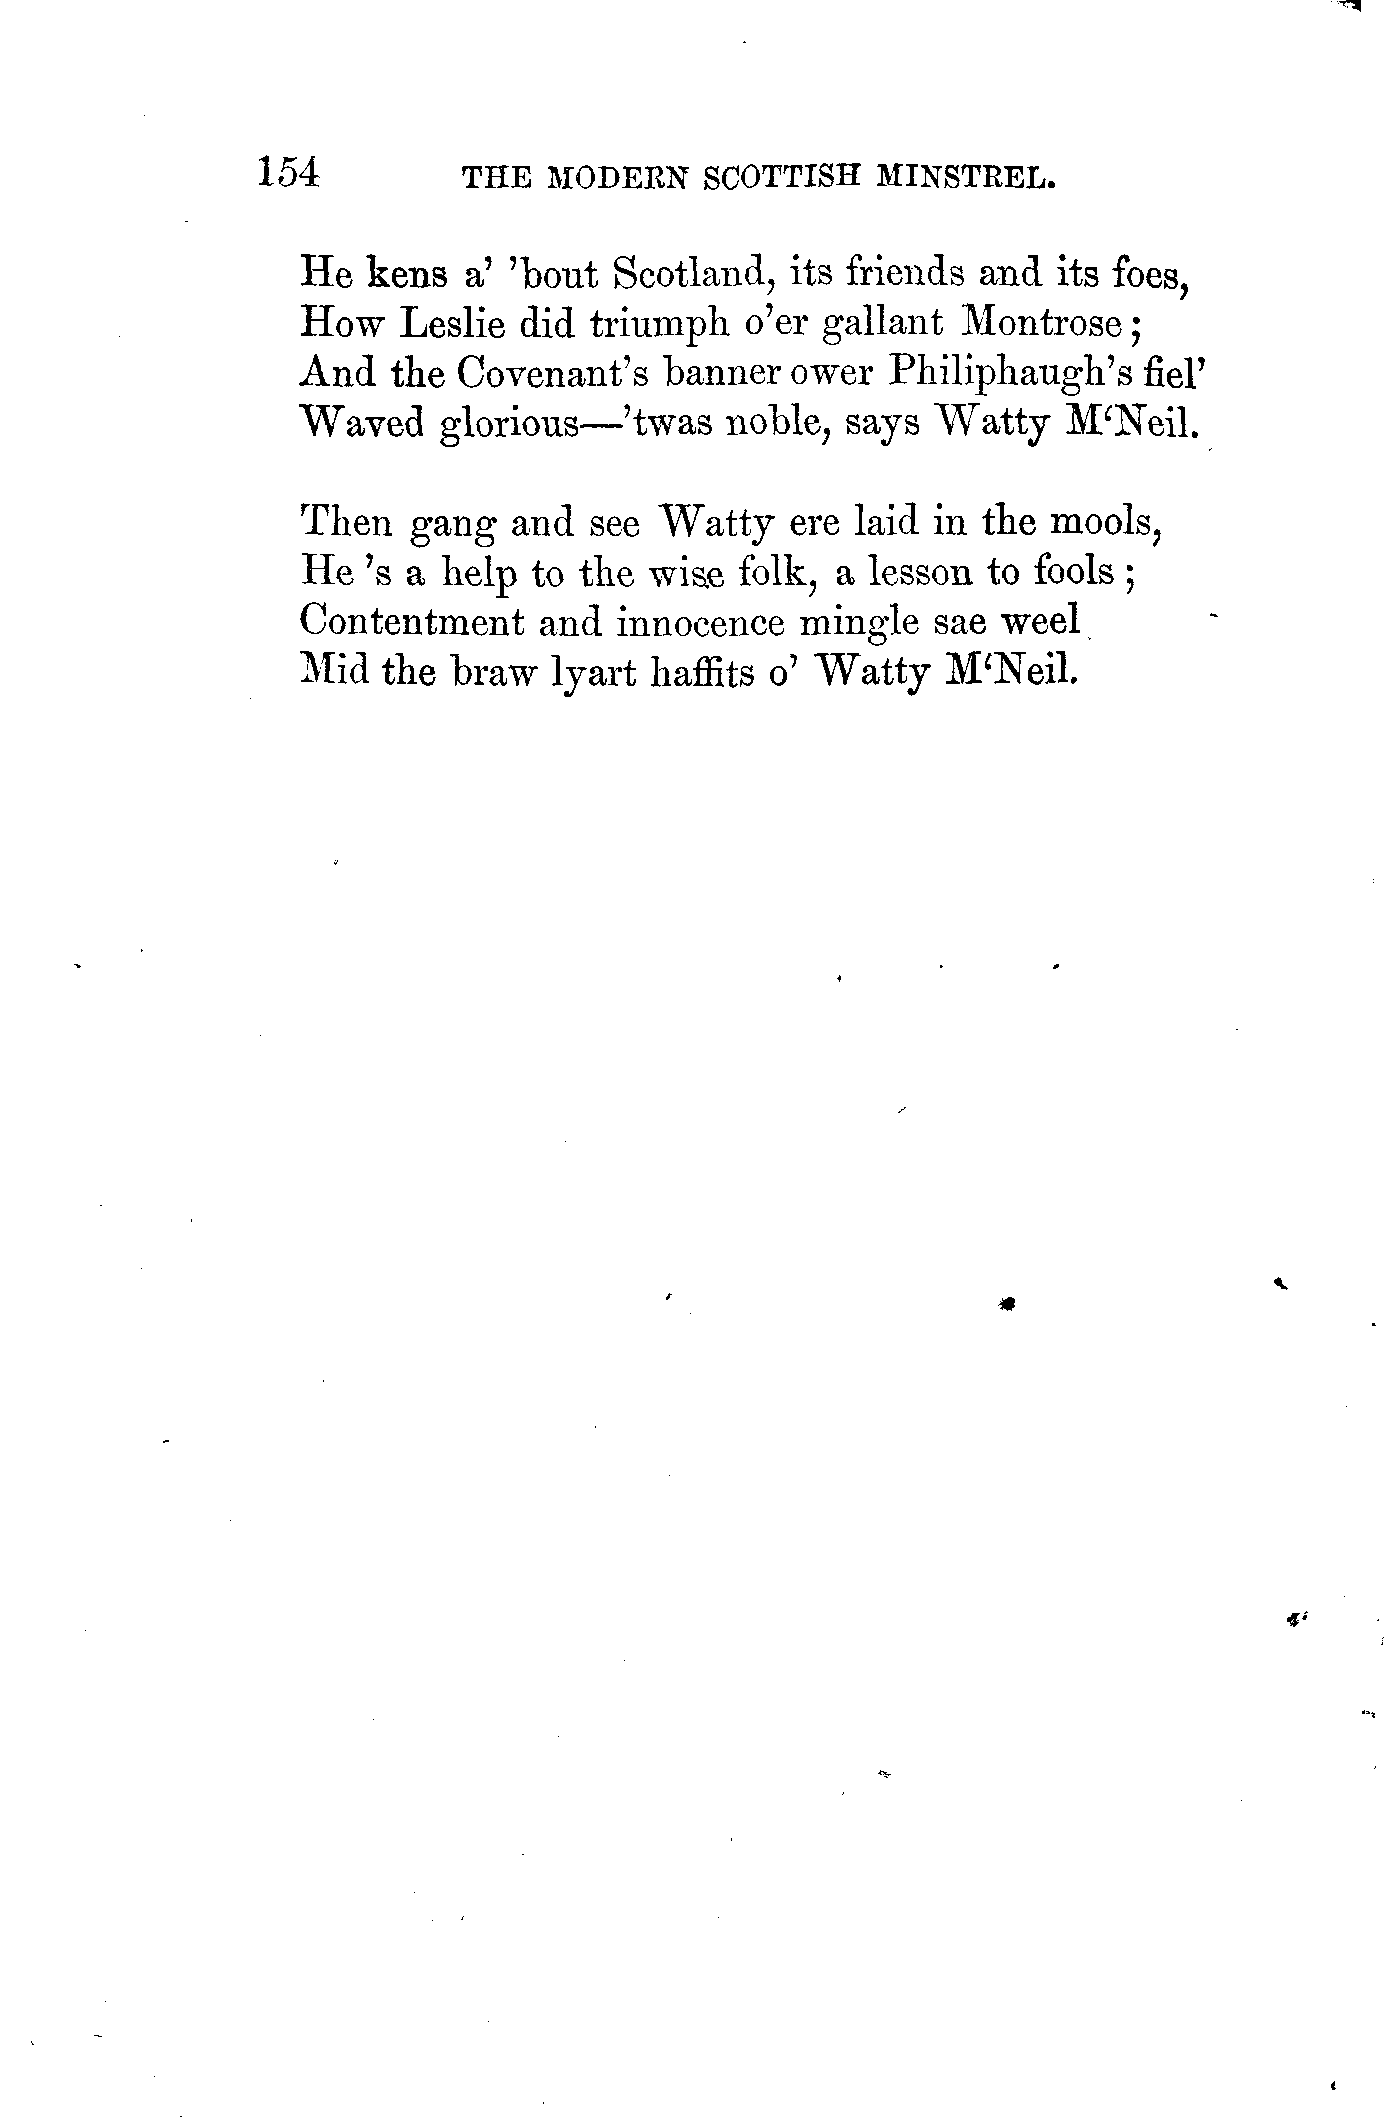 154 THE MODERN SCOTTISH MINSTREL.
He kens a' 'bout Scotland, its friends and its foes,
How Leslie did triumph o'er gallant Montrose;
And the Covenant's banner ower Philiphaugh's fiel'
Waved glorious—'twas noble, says Watty M‘Neil.
Then gang and see Watty ere laid in the mools,
He 's a help to the wise folk, a lesson to fools;
Contentment and innocence mingle sae weel
Mid the braw lyart haffits o' Watty M‘Neil.